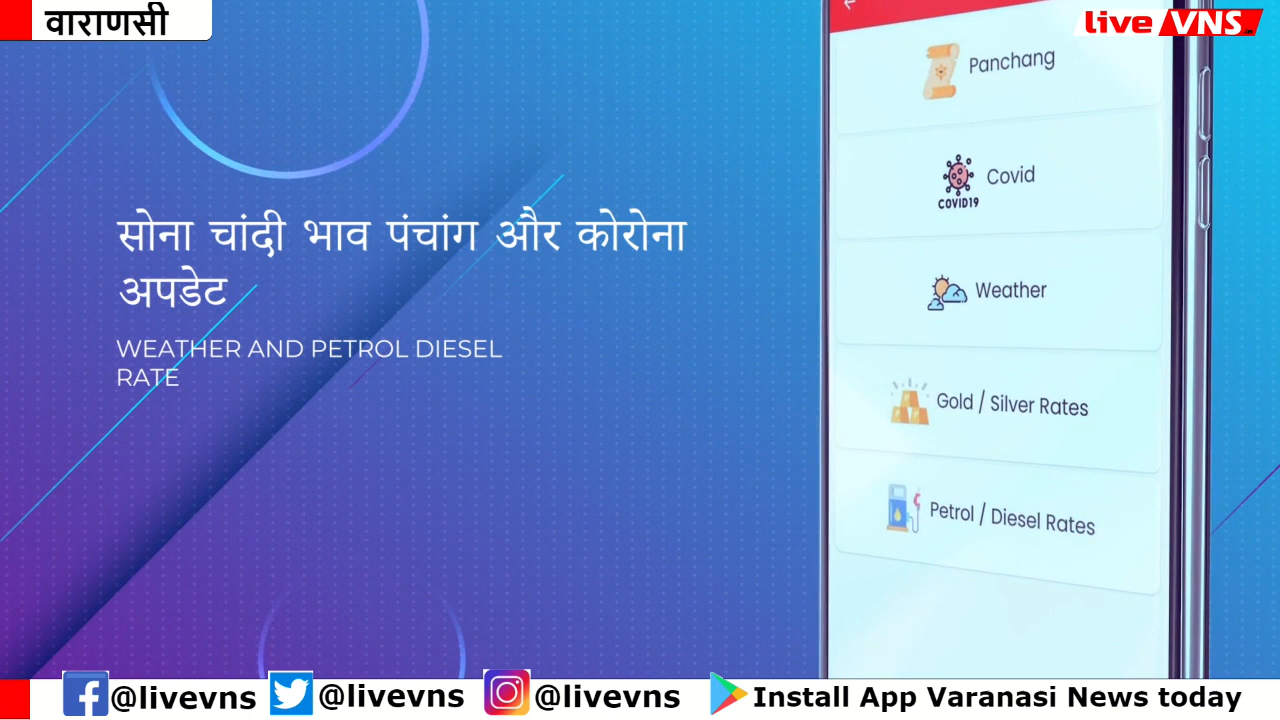 वाराणसी
live VNS.in
Panchang
COVID19
Covid
Weather
Gold / Silver Rates
Petrol / Diesel Rates
सोना चांदी भाव पंचांग और कोरोना
अपडेट
WEATHER AND PETROL DIESEL
RATE
@livevns @livevns @livevns Install App Varanasi News today